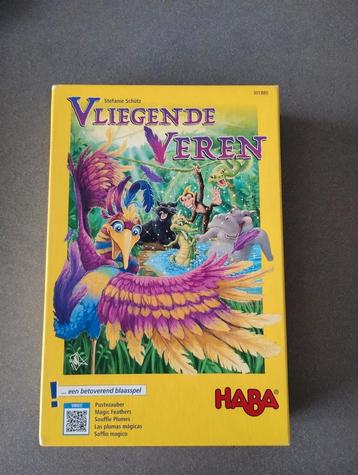 301880
Stefanie Schütz
VLIEGENDE
VEREN
! ... een betoverend blaasspel
Pustezauber
Magic Feathers
Souffle Plumes
Las plumas mágicas
Soffio magico
HABA